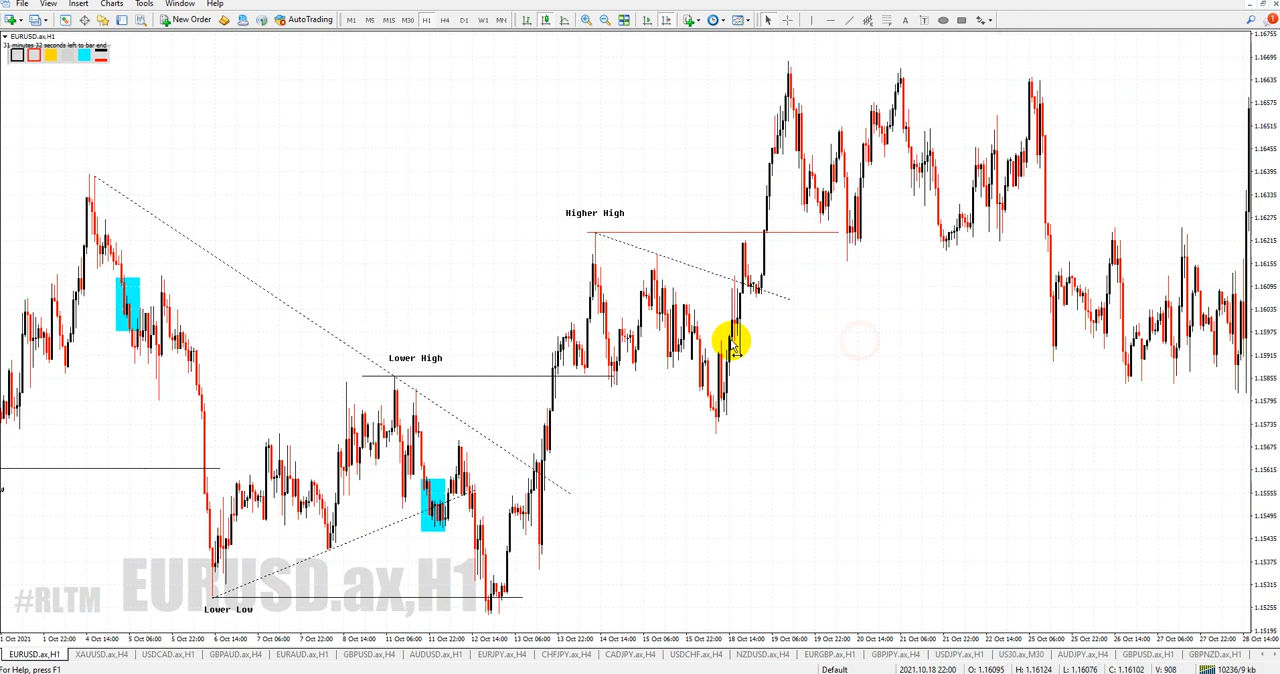 File View Insert Charts Tools Window Help
New Order AutoTrading M1 M5 M15 M30 H1 H4 D1 W1 MN
EURUSD.ax,H1
31 minutes 32 seconds left to bar end
1.16755
1.16695
1.16635
1.16575
1.16515
1.16455
1.16395
1.16335
1.16275
1.16215
1.16155
1.16095
1.16035
1.15975
1.15915
1.15855
1.15795
1.15735
1.15675
1.15615
1.15555
1.15495
1.15435
1.15375
1.15315
1.15255
1.15195
Higher High
Lower High
Lower Low
#RLTM EURUSD.ax,H1
1 Oct 2021 1 Oct 22:00 4 Oct 14:00 5 Oct 06:00 5 Oct 22:00 6 Oct 14:00 7 Oct 06:00 7 Oct 22:00 8 Oct 14:00 11 Oct 06:00 11 Oct 22:00 12 Oct 14:00 13 Oct 06:00 13 Oct 22:00 14 Oct 14:00 15 Oct 06:00 15 Oct 22:00 18 Oct 14:00 19 Oct 06:00 19 Oct 22:00 20 Oct 14:00 21 Oct 06:00 21 Oct 22:00 22 Oct 14:00 25 Oct 06:00 25 Oct 22:00 26 Oct 14:00 27 Oct 06:00 27 Oct 22:00 28 Oct 14:00
EURUSD.ax,H1 XAUUSD.ax,H4 USDCAD.ax,H1 GBPAUD.ax,H4 EURAUD.ax,H1 GBPUSD.ax,H4 AUDUSD.ax,H1 EURJPY.ax,H4 CHFJPY.ax,H4 CADJPY.ax,H4 USDCHF.ax,H4 NZDUSD.ax,H4 EURGBP.ax,H1 GBPJPY.ax,H4 USDJPY.ax,H1 US30.ax,M30 AUDJPY.ax,H4 GBPUSD.ax,H1 GBPNZD.ax,H1
For Help, press F1 Default 2021.10.18 22:00 O: 1.16095 H: 1.16124 L: 1.16076 C: 1.16102 V: 908 10236/9 kb